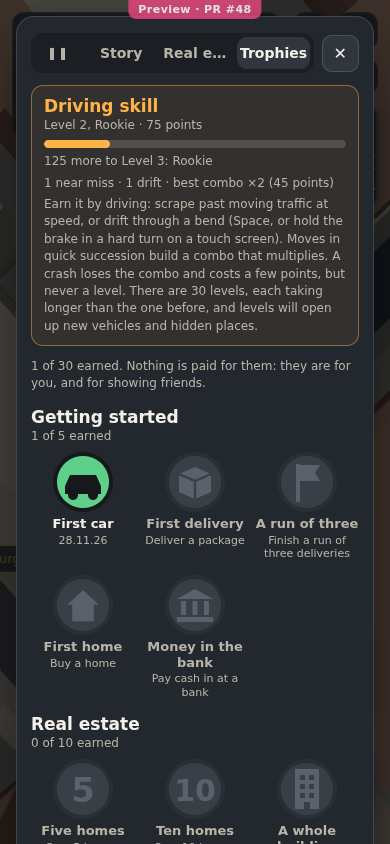 Preview · PR #48
Story Real e... Trophies
Driving skill
Level 2, Rookie · 75 points
125 more to Level 3: Rookie
1 near miss · 1 drift · best combo ×2 (45 points)
Earn it by driving: scrape past moving traffic at
speed, or drift through a bend (Space, or hold the
brake in a hard turn on a touch screen). Moves in
quick succession build a combo that multiplies. A
crash loses the combo and costs a few points, but
never a level. There are 30 levels, each taking
longer than the one before, and levels will open
up new vehicles and hidden places.
1 of 30 earned. Nothing is paid for them: they are for
you, and for showing friends.
Getting started
1 of 5 earned
First car First delivery A run of three
28.11.26 Deliver a package Finish a run of
three deliveries
First home Money in the
bank
Buy a home Pay cash in at a
bank
Real estate
0 of 10 earned
5 10
Five homes Ten homes A whole